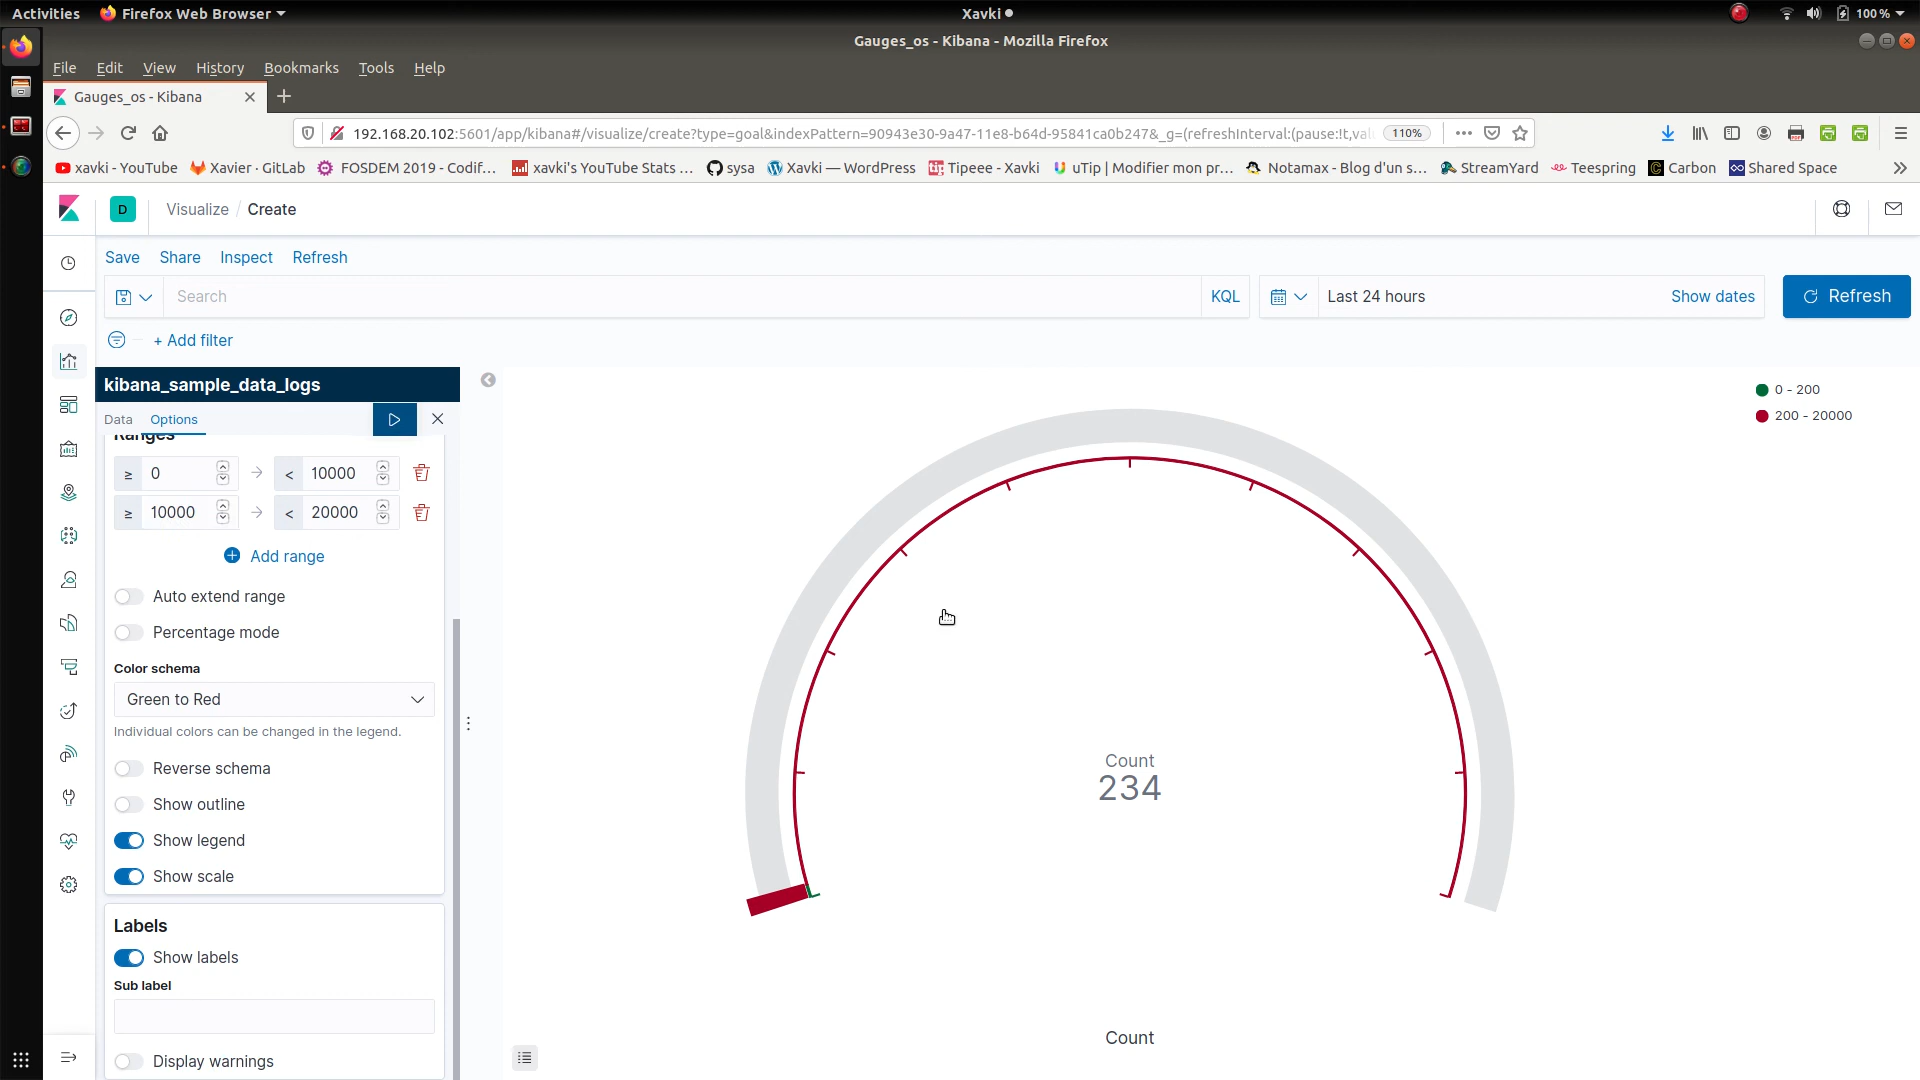 Activities Firefox Web Browser Xavki 100 %
Gauges_os - Kibana - Mozilla Firefox
File Edit View History Bookmarks Tools Help
Gauges_os - Kibana
192.168.20.102:5601/app/kibana#/visualize/create?type=goal&indexPattern=90943e30-9a47-11e8-b64d-95841ca0b247&_g=(refreshInterval:(pause:!t,val 110%
xavki - YouTube Xavier · GitLab FOSDEM 2019 - Codif... xavki's YouTube Stats ... sysa Xavki — WordPress Tipeee - Xavki uTip | Modifier mon pr... Notamax - Blog d'un s... StreamYard Teespring Carbon Shared Space
D Visualize / Create
Save Share Inspect Refresh
Search KQL Last 24 hours Show dates Refresh
+ Add filter
kibana_sample_data_logs
Data Options
Ranges
≥ 0 → < 10000
≥ 10000 → < 20000
Add range
Auto extend range
Percentage mode
Color schema
Green to Red
Individual colors can be changed in the legend.
Reverse schema
Show outline
Show legend
Show scale
Labels
Show labels
Sub label
Display warnings
0 - 200
200 - 20000
Count
234
Count